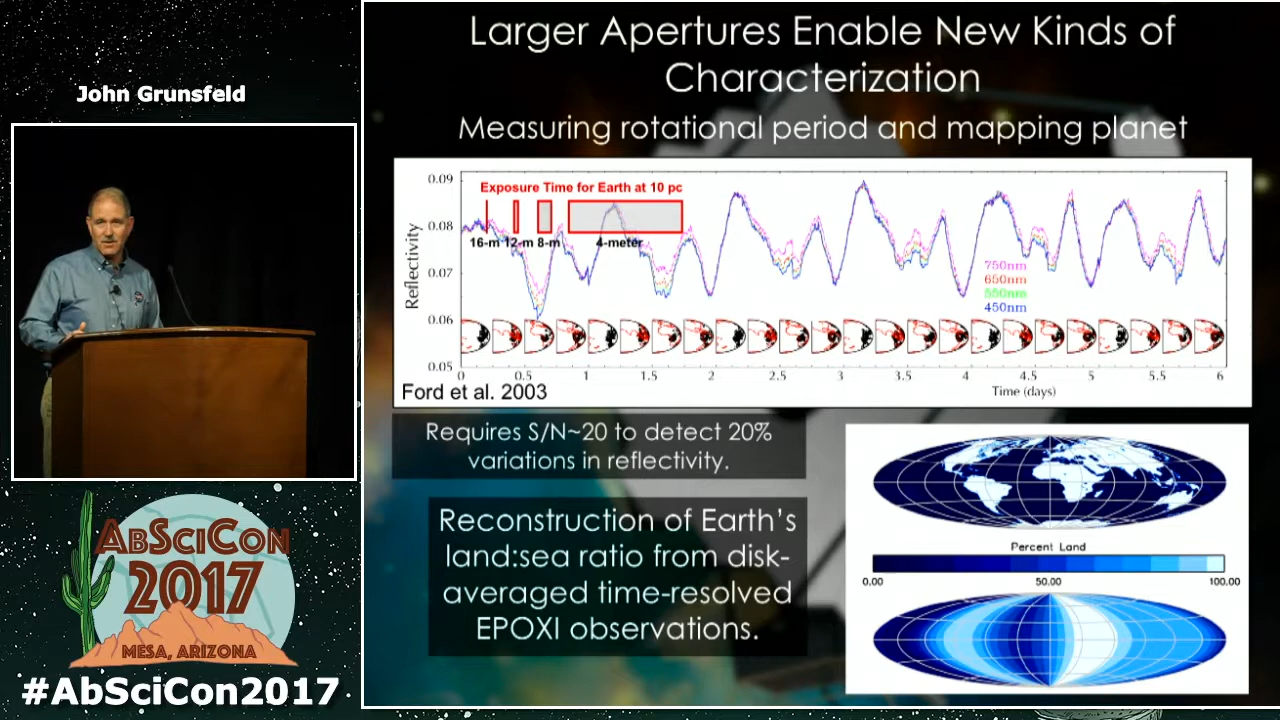 John Grunsfeld
ABSCICON
2017
MESA, ARIZONA
#AbSciCon2017
Larger Apertures Enable New Kinds of
Characterization
Measuring rotational period and mapping planet
Exposure Time for Earth at 10 pc
16-m 12-m 8-m 4-meter
Reflectivity
0.09
0.08
0.07
0.06
0.05
750nm
650nm
550nm
450nm
0 0.5 1 1.5 2 2.5 3 3.5 4 4.5 5 5.5 6
Time (days)
Ford et al. 2003
Requires S/N~20 to detect 20%
variations in reflectivity.
Reconstruction of Earth's
land:sea ratio from disk-
averaged time-resolved
EPOXI observations.
Percent Land
0.00 50.00 100.00